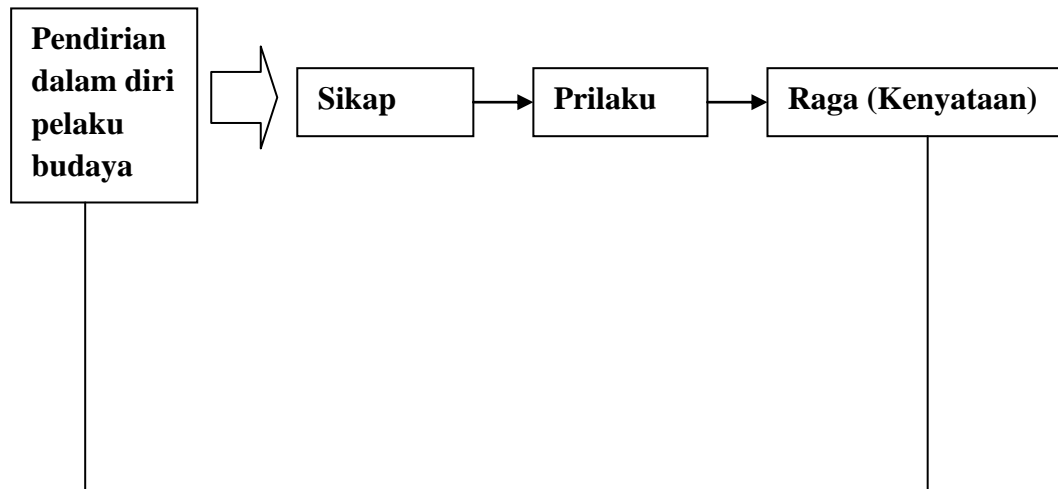 Pendirian
dalam diri
pelaku
budaya
Sikap
Prilaku
Raga (Kenyataan)